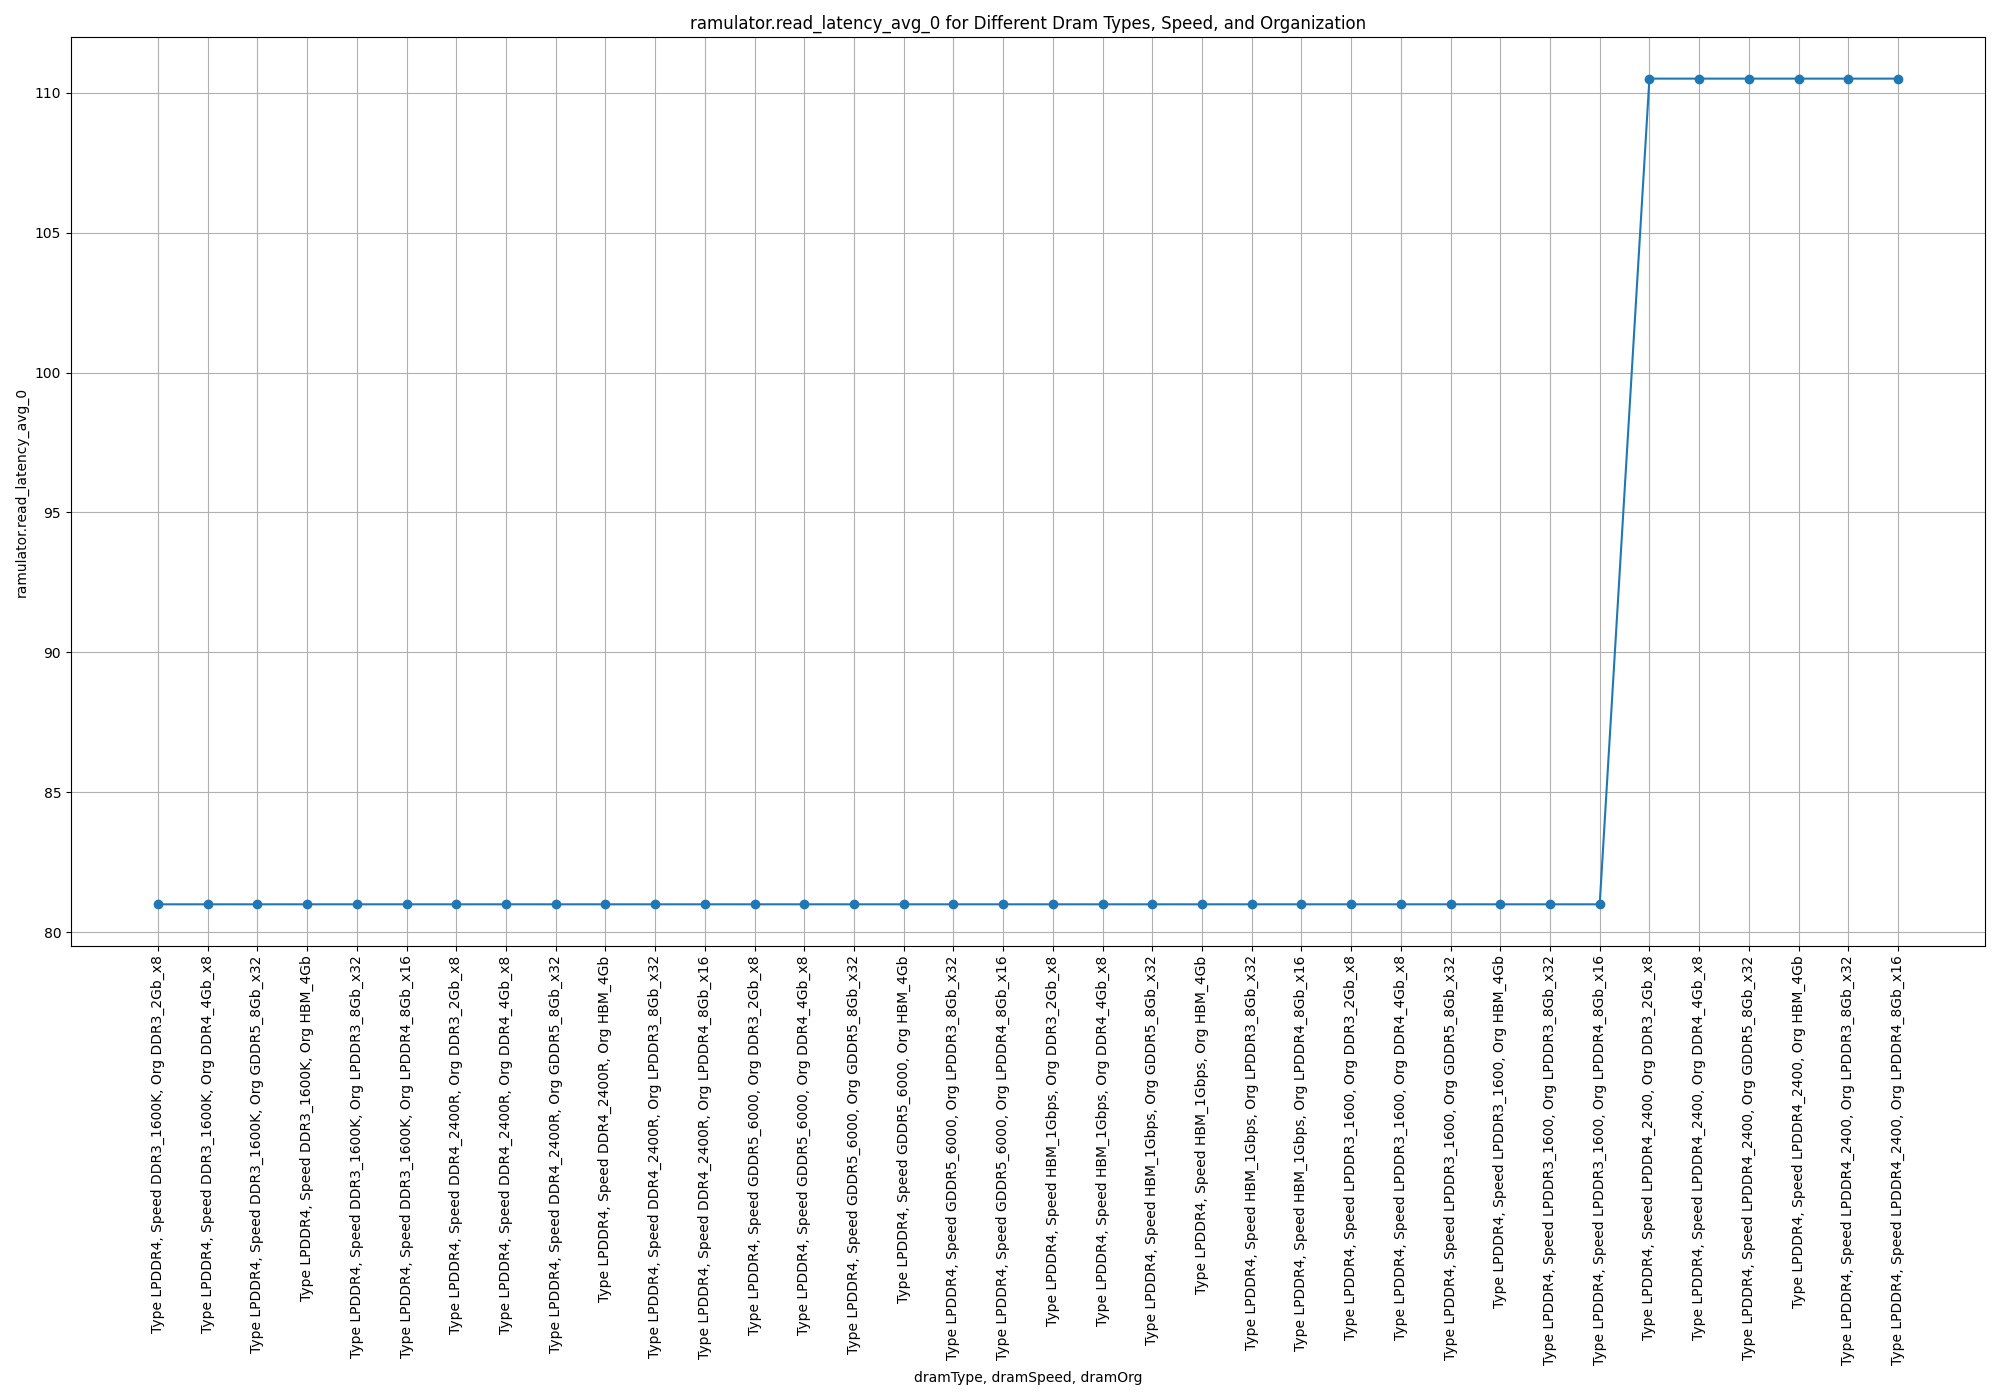 ramulator.read_latency_avg_0 for Different Dram Types, Speed, and Organization
ramulator.read_latency_avg_0
110
105
100
95
90
85
80
Type LPDDR4, Speed DDR3_1600K, Org DDR3_2Gb_x8
Type LPDDR4, Speed DDR3_1600K, Org DDR4_4Gb_x8
Type LPDDR4, Speed DDR3_1600K, Org GDDR5_8Gb_x32
Type LPDDR4, Speed DDR3_1600K, Org HBM_4Gb
Type LPDDR4, Speed DDR3_1600K, Org LPDDR3_8Gb_x32
Type LPDDR4, Speed DDR3_1600K, Org LPDDR4_8Gb_x16
Type LPDDR4, Speed DDR4_2400R, Org DDR3_2Gb_x8
Type LPDDR4, Speed DDR4_2400R, Org DDR4_4Gb_x8
Type LPDDR4, Speed DDR4_2400R, Org GDDR5_8Gb_x32
Type LPDDR4, Speed DDR4_2400R, Org HBM_4Gb
Type LPDDR4, Speed DDR4_2400R, Org LPDDR3_8Gb_x32
Type LPDDR4, Speed DDR4_2400R, Org LPDDR4_8Gb_x16
Type LPDDR4, Speed GDDR5_6000, Org DDR3_2Gb_x8
Type LPDDR4, Speed GDDR5_6000, Org DDR4_4Gb_x8
Type LPDDR4, Speed GDDR5_6000, Org GDDR5_8Gb_x32
Type LPDDR4, Speed GDDR5_6000, Org HBM_4Gb
Type LPDDR4, Speed GDDR5_6000, Org LPDDR3_8Gb_x32
Type LPDDR4, Speed GDDR5_6000, Org LPDDR4_8Gb_x16
Type LPDDR4, Speed HBM_1Gbps, Org DDR3_2Gb_x8
Type LPDDR4, Speed HBM_1Gbps, Org DDR4_4Gb_x8
Type LPDDR4, Speed HBM_1Gbps, Org GDDR5_8Gb_x32
Type LPDDR4, Speed HBM_1Gbps, Org HBM_4Gb
Type LPDDR4, Speed HBM_1Gbps, Org LPDDR3_8Gb_x32
Type LPDDR4, Speed HBM_1Gbps, Org LPDDR4_8Gb_x16
Type LPDDR4, Speed LPDDR3_1600, Org DDR3_2Gb_x8
Type LPDDR4, Speed LPDDR3_1600, Org DDR4_4Gb_x8
Type LPDDR4, Speed LPDDR3_1600, Org GDDR5_8Gb_x32
Type LPDDR4, Speed LPDDR3_1600, Org HBM_4Gb
Type LPDDR4, Speed LPDDR3_1600, Org LPDDR3_8Gb_x32
Type LPDDR4, Speed LPDDR3_1600, Org LPDDR4_8Gb_x16
Type LPDDR4, Speed LPDDR4_2400, Org DDR3_2Gb_x8
Type LPDDR4, Speed LPDDR4_2400, Org DDR4_4Gb_x8
Type LPDDR4, Speed LPDDR4_2400, Org GDDR5_8Gb_x32
Type LPDDR4, Speed LPDDR4_2400, Org HBM_4Gb
Type LPDDR4, Speed LPDDR4_2400, Org LPDDR3_8Gb_x32
Type LPDDR4, Speed LPDDR4_2400, Org LPDDR4_8Gb_x16
dramType, dramSpeed, dramOrg